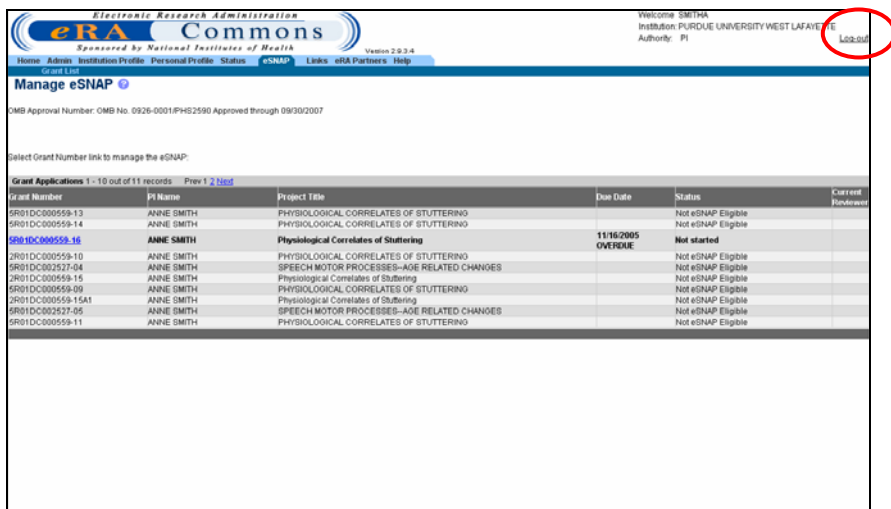 Electronic Research Administration
eRA Commons
Sponsored by National Institutes of Health
Version 2.9.3.4
Welcome SMITHA
Institution: PURDUE UNIVERSITY WEST LAFAYETTE
Authority: PI
Log-out
Home Admin Institution Profile Personal Profile Status eSNAP Links eRA Partners Help
Grant List
Manage eSNAP ?
OMB Approval Number: OMB No. 0926-0001/PHS2590 Approved through 09/30/2007
Select Grant Number link to manage the eSNAP:
Grant Applications 1 - 10 out of 11 records Prev 1 2 Next
Grant Number PI Name Project Title Due Date Status Current Reviewer
5R01DC000559-13 ANNE SMITH PHYSIOLOGICAL CORRELATES OF STUTTERING Not eSNAP Eligible
5R01DC000559-14 ANNE SMITH PHYSIOLOGICAL CORRELATES OF STUTTERING Not eSNAP Eligible
5R01DC000559-16 ANNE SMITH Physiological Correlates of Stuttering 11/16/2005 OVERDUE Not started
2R01DC000559-10 ANNE SMITH PHYSIOLOGICAL CORRELATES OF STUTTERING Not eSNAP Eligible
5R01DC002527-04 ANNE SMITH SPEECH MOTOR PROCESSES--AGE RELATED CHANGES Not eSNAP Eligible
2R01DC000559-15 ANNE SMITH Physiological Correlates of Stuttering Not eSNAP Eligible
5R01DC000559-09 ANNE SMITH PHYSIOLOGICAL CORRELATES OF STUTTERING Not eSNAP Eligible
2R01DC000559-15A1 ANNE SMITH Physiological Correlates of Stuttering Not eSNAP Eligible
5R01DC002527-05 ANNE SMITH SPEECH MOTOR PROCESSES--AGE RELATED CHANGES Not eSNAP Eligible
5R01DC000559-11 ANNE SMITH PHYSIOLOGICAL CORRELATES OF STUTTERING Not eSNAP Eligible